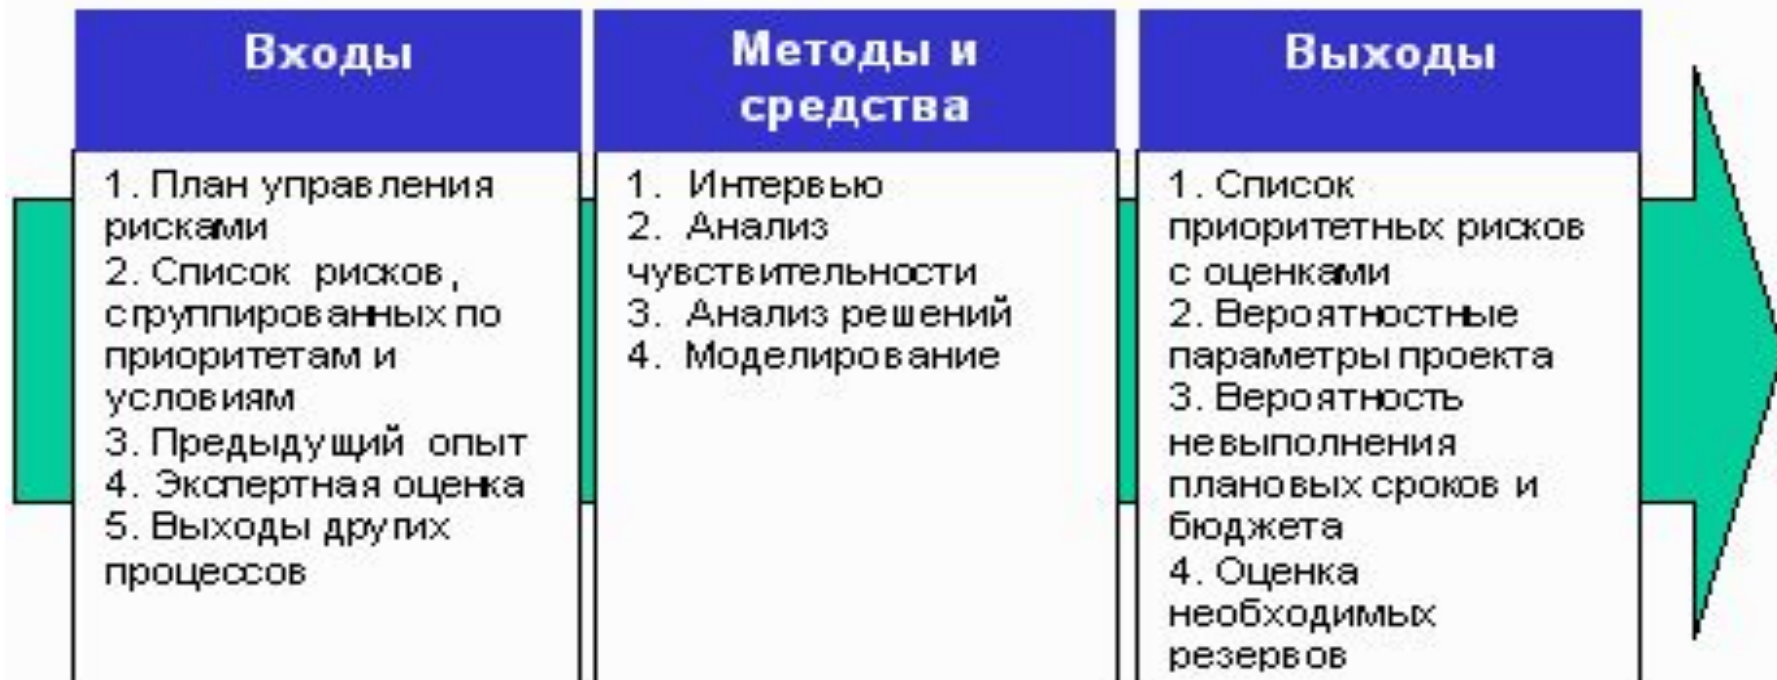 Входы
1. План управления
рисками
2. Список рисков,
сгруппированных по
приоритетам и
условиям
3. Предыдущий опыт
4. Экспертная оценка
5. Выходы других
процессов
Методы и
средства
1. Интервью
2. Анализ
чувствительности
3. Анализ решений
4. Моделирование
Выходы
1. Список
приоритетных рисков
с оценками
2. Вероятностные
параметры проекта
3. Вероятность
невыполнения
плановых сроков и
бюджета
4. Оценка
необходимых
резервов